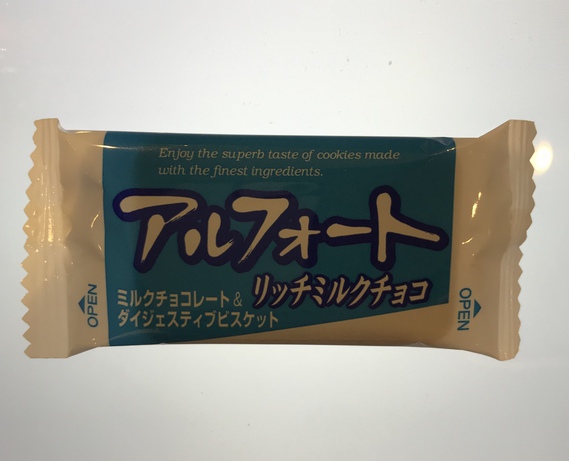 Enjoy the superb taste of cookies made
with the finest ingredients.
アルフォート
リッチミルクチョコ
ミルクチョコレート&
ダイジェスティブビスケット
OPEN
OPEN